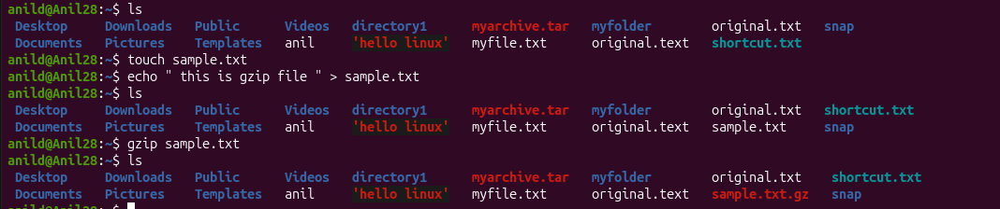 anild@Anil28:~$ ls
Desktop Downloads Public Videos directory1 myarchive.tar myfolder original.txt snap
Documents Pictures Templates anil 'hello linux' myfile.txt original.text shortcut.txt
anild@Anil28:~$ touch sample.txt
anild@Anil28:~$ echo " this is gzip file " > sample.txt
anild@Anil28:~$ ls
Desktop Downloads Public Videos directory1 myarchive.tar myfolder original.txt shortcut.txt
Documents Pictures Templates anil 'hello linux' myfile.txt original.text sample.txt snap
anild@Anil28:~$ gzip sample.txt
anild@Anil28:~$ ls
Desktop Downloads Public Videos directory1 myarchive.tar myfolder original.txt shortcut.txt
Documents Pictures Templates anil 'hello linux' myfile.txt original.text sample.txt.gz snap
anild@Anil28:~$